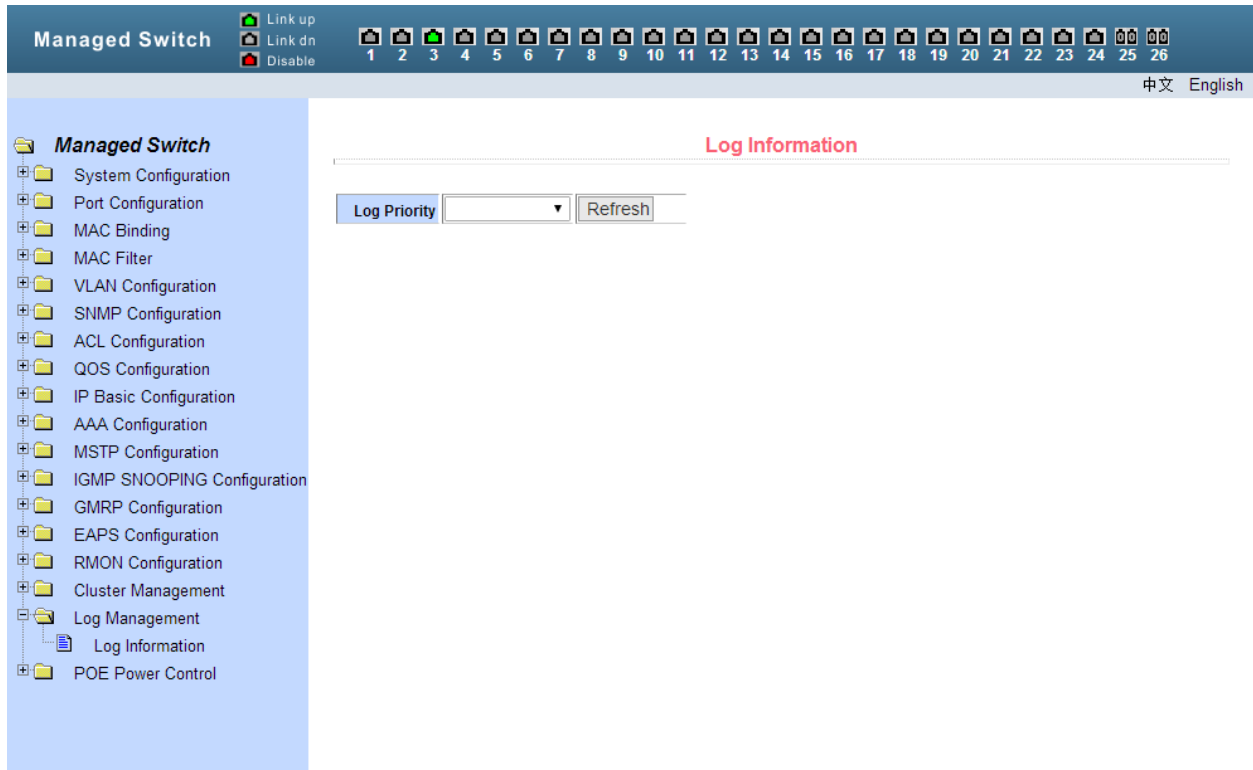 Managed Switch
Link up
Link dn
Disable
1 2 3 4 5 6 7 8 9 10 11 12 13 14 15 16 17 18 19 20 21 22 23 24 25 26
中文 English
Managed Switch
System Configuration
Port Configuration
MAC Binding
MAC Filter
VLAN Configuration
SNMP Configuration
ACL Configuration
QOS Configuration
IP Basic Configuration
AAA Configuration
MSTP Configuration
IGMP SNOOPING Configuration
GMRP Configuration
EAPS Configuration
RMON Configuration
Cluster Management
Log Management
Log Information
POE Power Control
Log Information
Log Priority Refresh